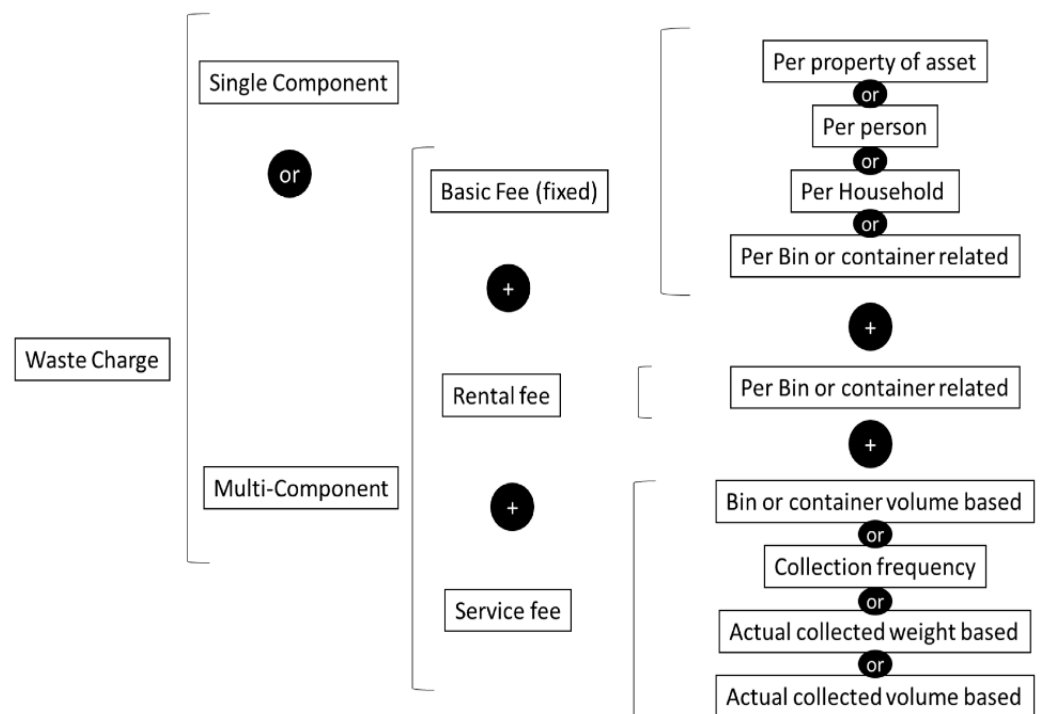 Waste Charge
Single Component
or
Multi-Component
Basic Fee (fixed)
+
Rental fee
+
Service fee
Per property of asset
or
Per person
or
Per Household
or
Per Bin or container related
+
Per Bin or container related
+
Bin or container volume based
or
Collection frequency
or
Actual collected weight based
or
Actual collected volume based